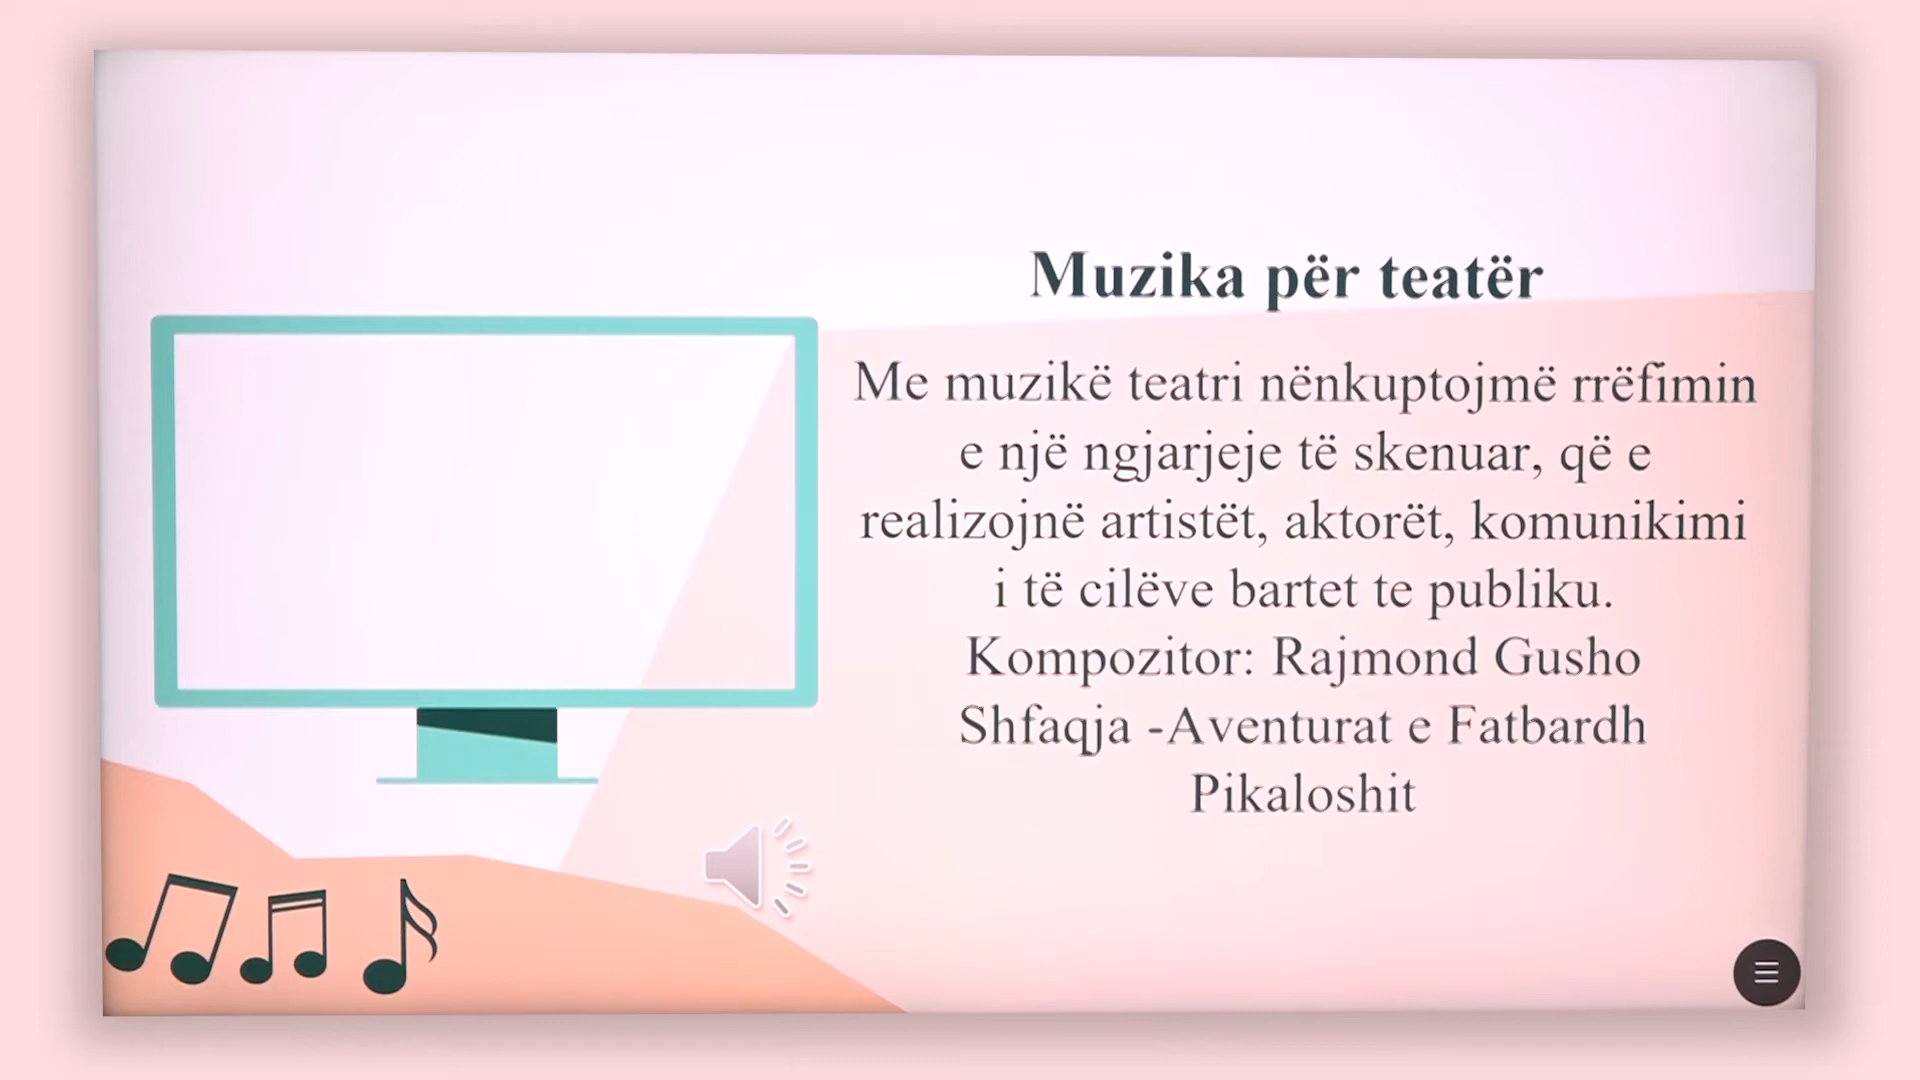 Muzika për teatër
Me muzikë teatri nënkuptojmë rrëfimin
e një ngjarjeje të skenuar, që e
realizojnë artistët, aktorët, komunikimi
i të cilëve bartet te publiku.
Kompozitor: Rajmond Gusho
Shfaqja -Aventurat e Fatbardh
Pikaloshit